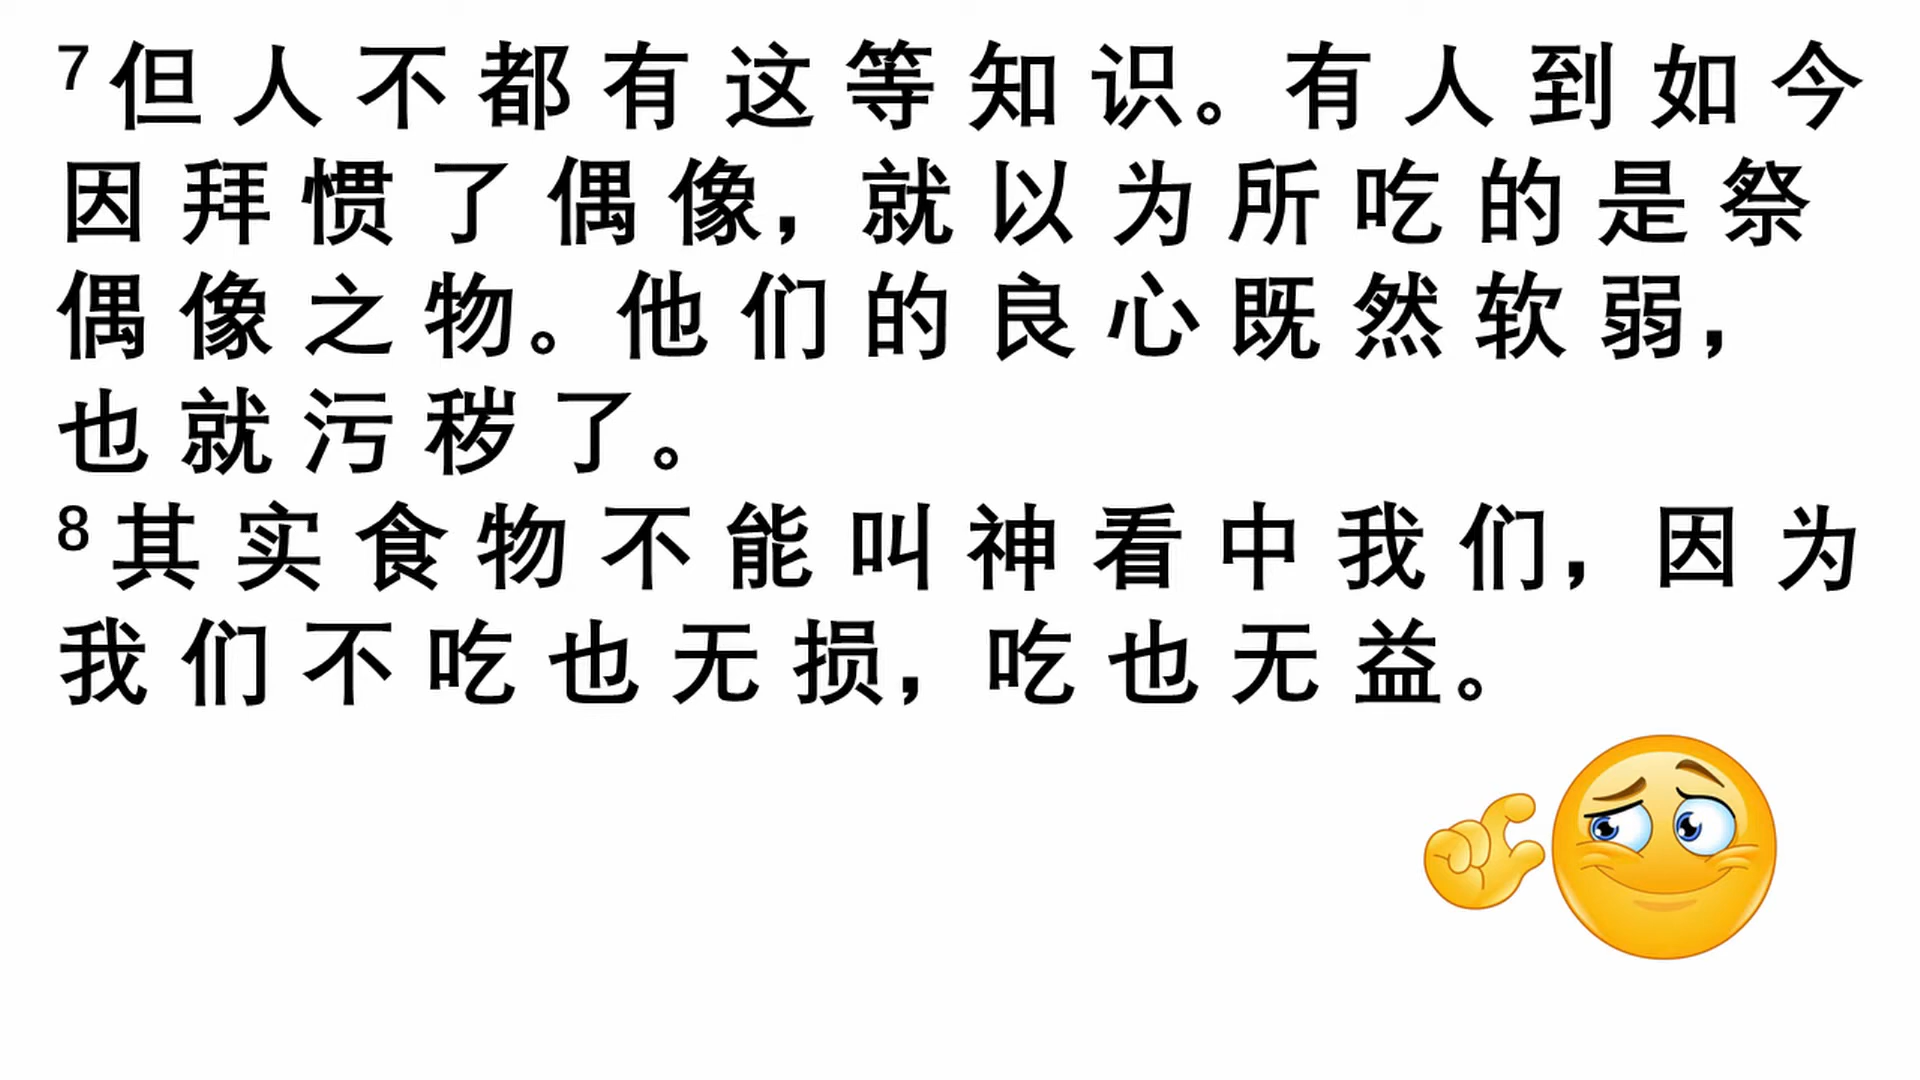 7 但人不都有这等知识。有人到如今
因拜惯了偶像，就以为所吃的是祭
偶像之物。他们的良心既然软弱，
也就污秽了。
8 其实食物不能叫神看中我们，因为
我们不吃也无损，吃也无益。